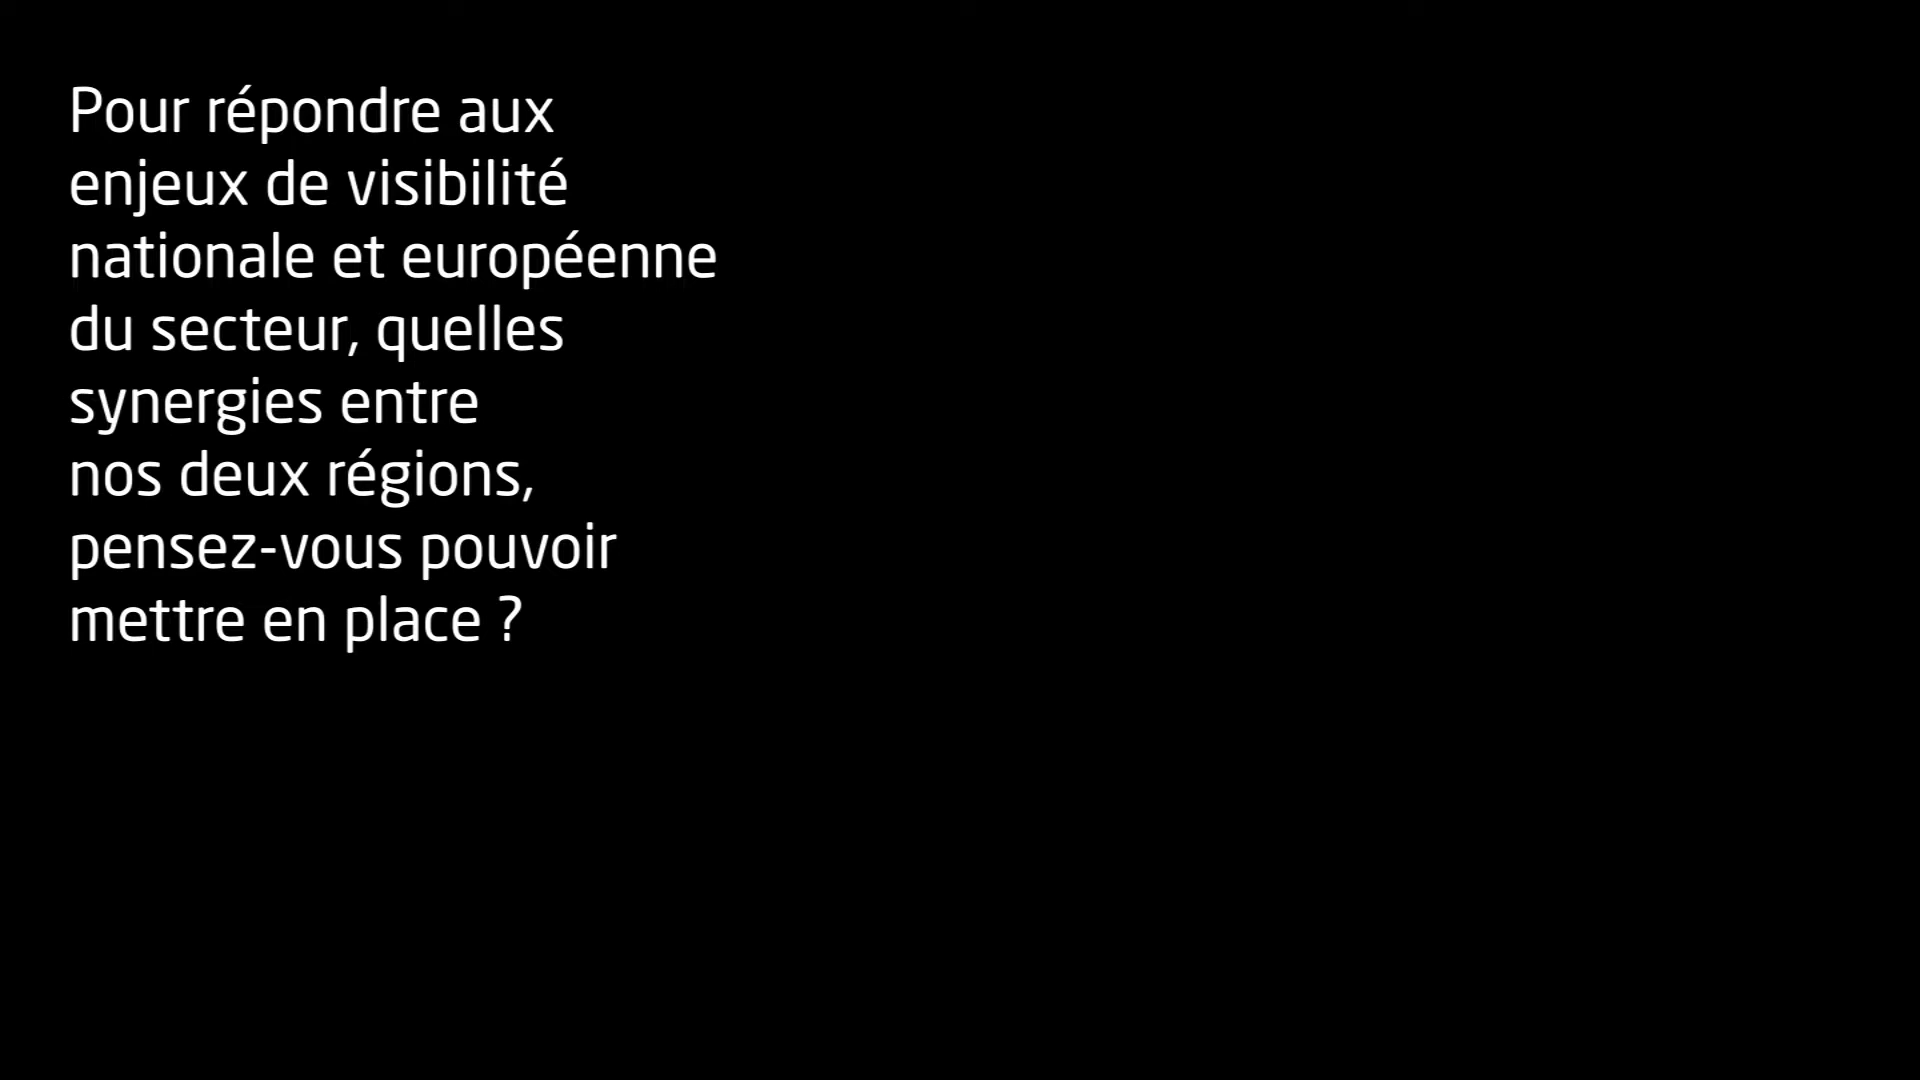 Pour répondre aux
enjeux de visibilité
nationale et européenne
du secteur, quelles
synergies entre
nos deux régions,
pensez-vous pouvoir
mettre en place ?